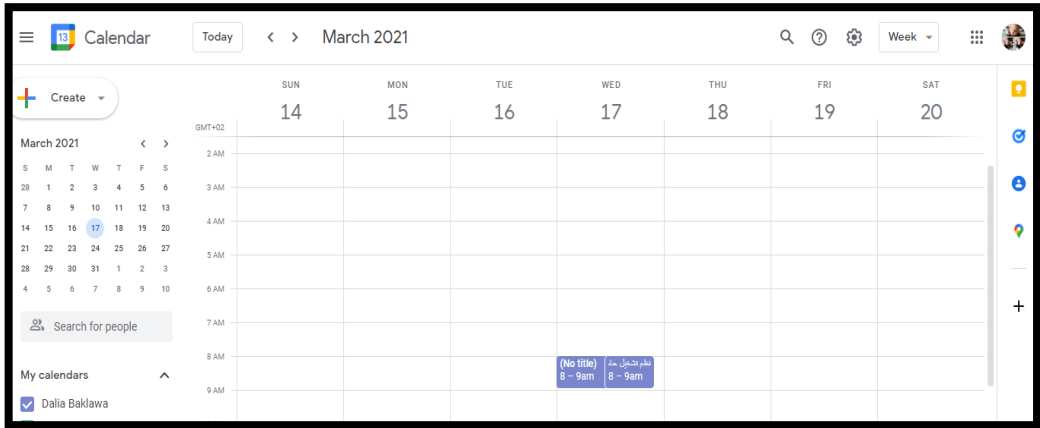 13 Calendar Today March 2021 Week
Create
SUN MON TUE WED THU FRI SAT
14 15 16 17 18 19 20
GMT+02
March 2021
S M T W T F S
28 1 2 3 4 5 6
7 8 9 10 11 12 13
14 15 16 17 18 19 20
21 22 23 24 25 26 27
28 29 30 31 1 2 3
4 5 6 7 8 9 10
Search for people
My calendars
Dalia Baklawa
2 AM
3 AM
4 AM
5 AM
6 AM
7 AM
8 AM
9 AM
(No title)
8 – 9am
نظم تشغيل حاد
8 – 9am